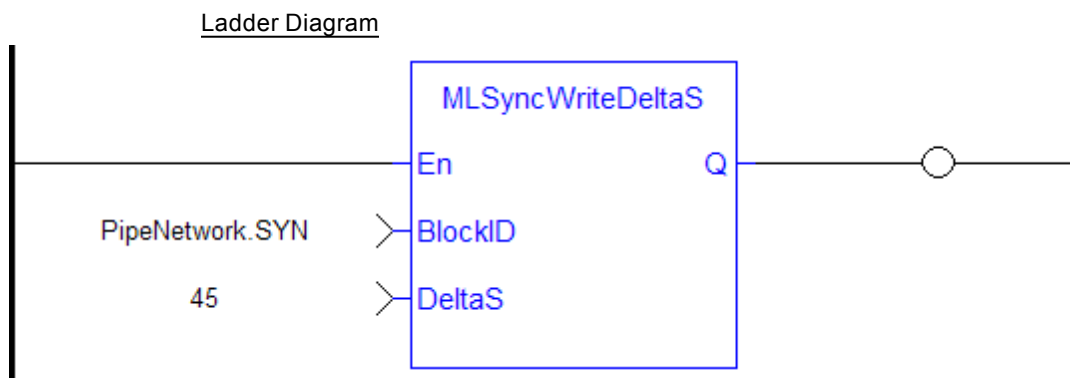 Ladder Diagram
MLSyncWriteDeltaS
En Q
PipeNetwork.SYN BlockID
45 DeltaS